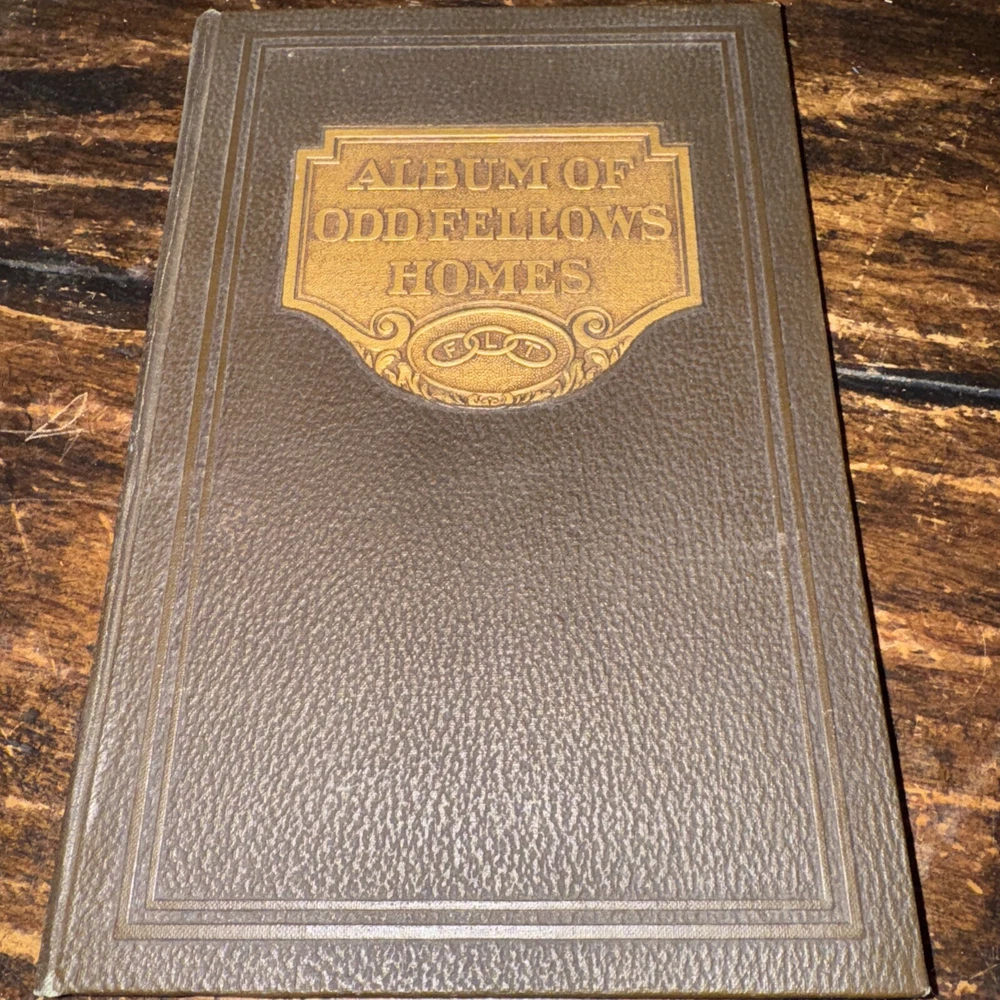 ALBUM OF
ODD FELLOWS
HOMES
F L T